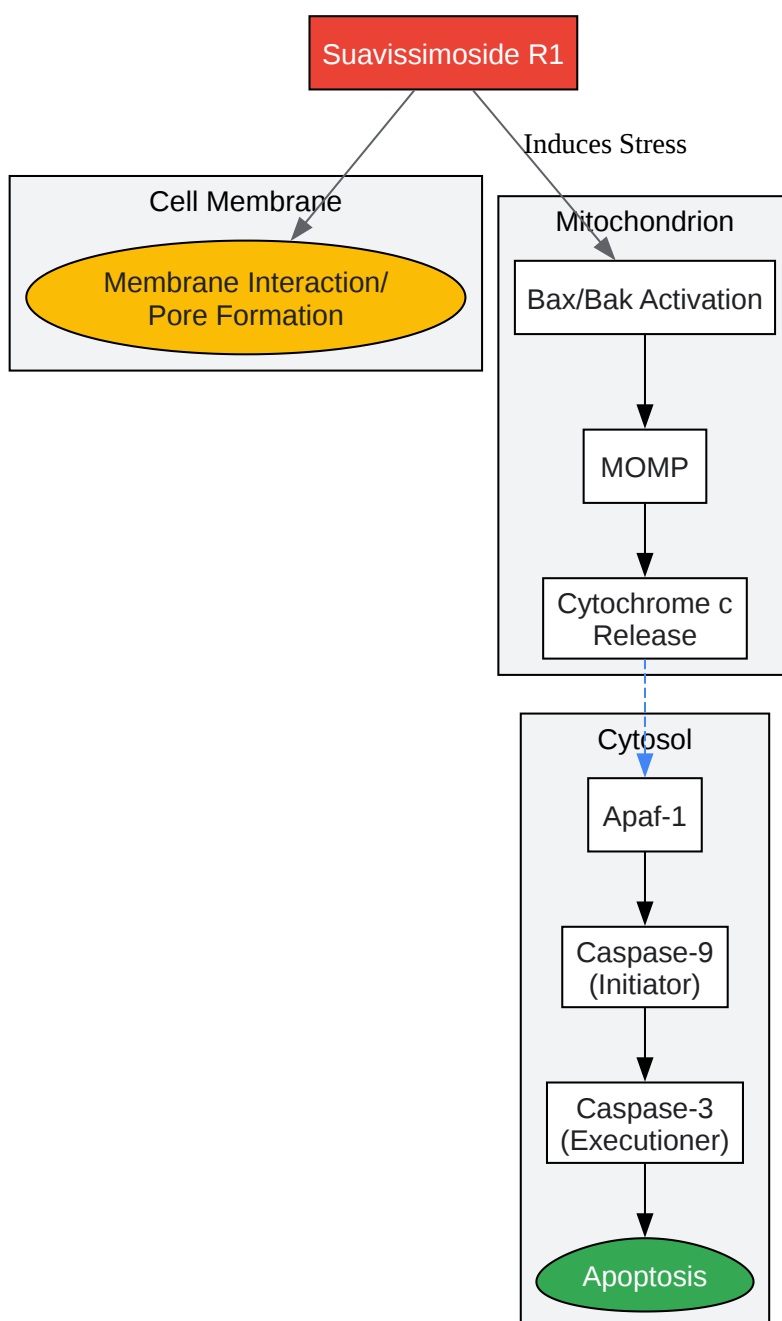 Suavissimoside R1
Induces Stress
Cell Membrane
Membrane Interaction/
Pore Formation
Mitochondrion
Bax/Bak Activation
MOMP
Cytochrome c
Release
Cytosol
Apaf-1
Caspase-9
(Initiator)
Caspase-3
(Executioner)
Apoptosis